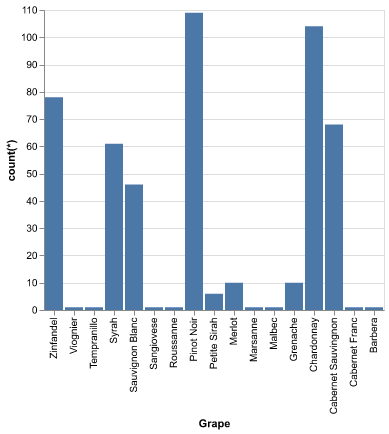 110
100
90
80
70
60
50
40
30
20
10
0
count(*)
Zinfandel
Viognier
Tempranillo
Syrah
Sauvignon Blanc
Sangiovese
Roussanne
Pinot Noir
Petite Sirah
Merlot
Marsanne
Malbec
Grenache
Chardonnay
Cabernet Sauvingnon
Cabernet Franc
Barbera
Grape